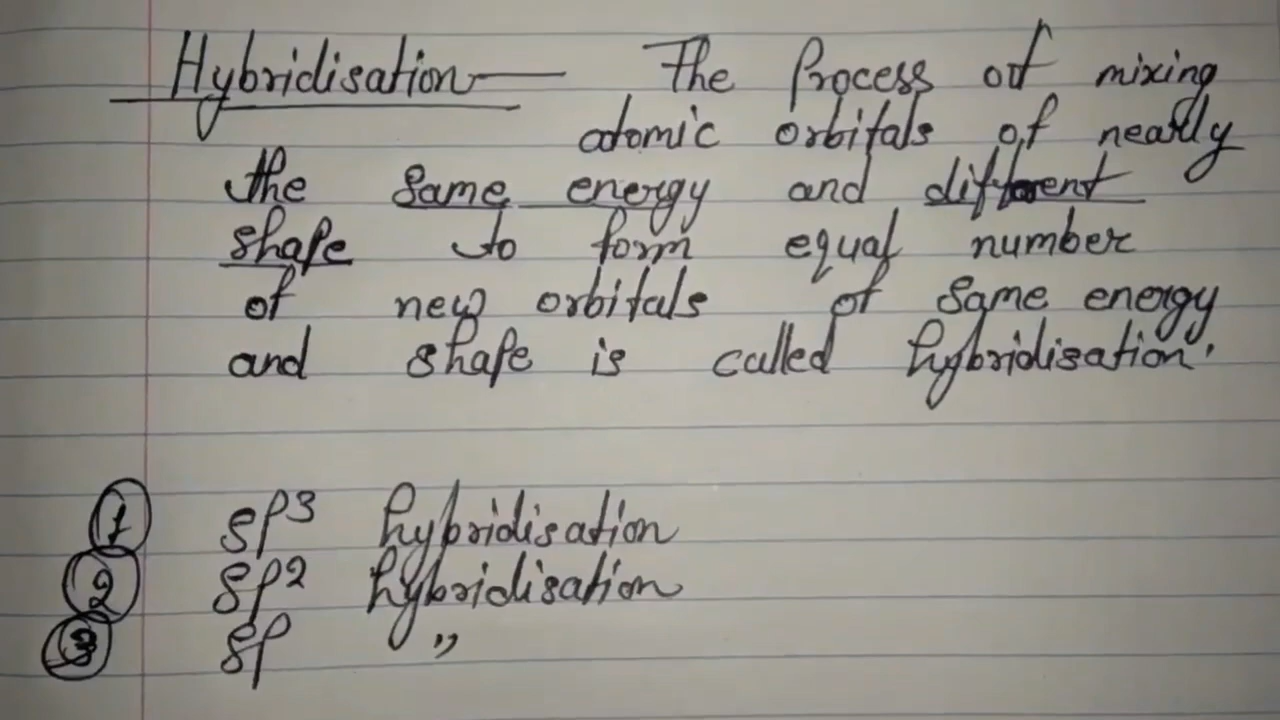 Hybridisation — The Process of mixing
atomic orbitals of nearly
the same energy and different
shape to form equal number
of new orbitals of same energy
and shape is called hybridisation.
1 SP3 hybridisation
2 SP2 hybridisation
3 SP ,,